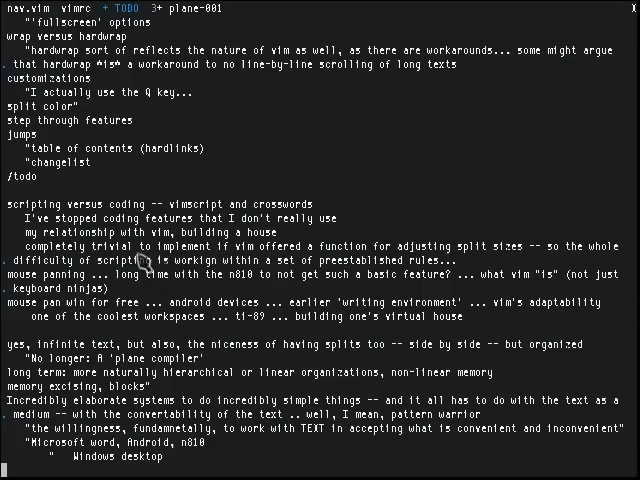 nav.vim vimrc + TODO 3+ plane-001 X
"'fullscreen' options
wrap versus hardwrap
"hardwrap sort of reflects the nature of vim as well, as there are workarounds... some might argue
. that hardwrap *is* a workaround to no line-by-line scrolling of long texts
customizations
"I actually use the Q key...
split color"
step through features
jumps
"table of contents (hardlinks)
"changelist
/todo
scripting versus coding -- vimscript and crosswords
I've stopped coding features that I don't really use
my relationship with vim, building a house
completely trivial to implement if vim offered a function for adjusting split sizes -- so the whole
. difficulty of scripting is workign within a set of preestablished rules...
mouse panning ... long time with the n810 to not get such a basic feature? ... what vim "is" (not just
. keyboard ninjas)
mouse pan win for free ... android devices ... earlier 'writing environment' ... vim's adaptability
one of the coolest workspaces ... ti-89 ... building one's virtual house
yes, infinite text, but also, the niceness of having splits too -- side by side -- but organized
"No longer: A 'plane compiler'
long term: more naturally hierarchical or linear organizations, non-linear memory
memory excising, blocks"
Incredibly elaborate systems to do incredibly simple things -- and it all has to do with the text as a
. medium -- with the convertability of the text .. well, I mean, pattern warrior
"the willingness, fundamnetally, to work with TEXT in accepting what is convenient and inconvenient"
"Microsoft word, Android, n810
" Windows desktop